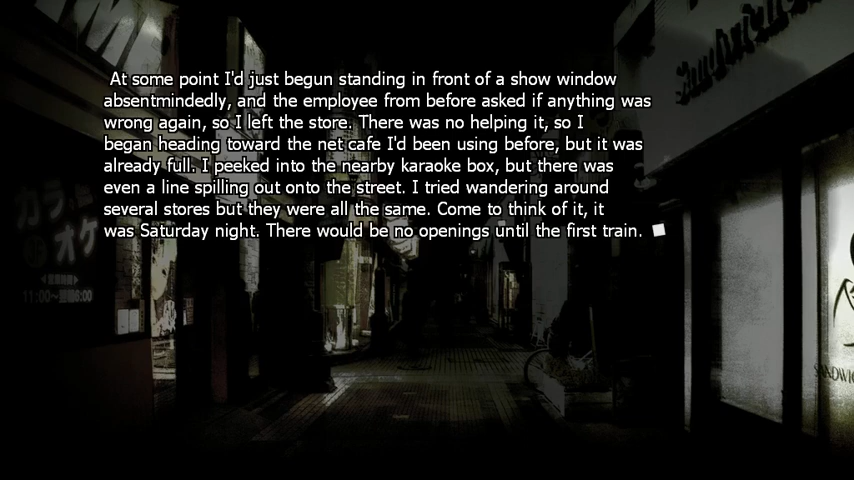 At some point I'd just begun standing in front of a show window
absentmindedly, and the employee from before asked if anything was
wrong again, so I left the store. There was no helping it, so I
began heading toward the net cafe I'd been using before, but it was
already full. I peeked into the nearby karaoke box, but there was
even a line spilling out onto the street. I tried wandering around
several stores but they were all the same. Come to think of it, it
was Saturday night. There would be no openings until the first train.
カラ
オケ